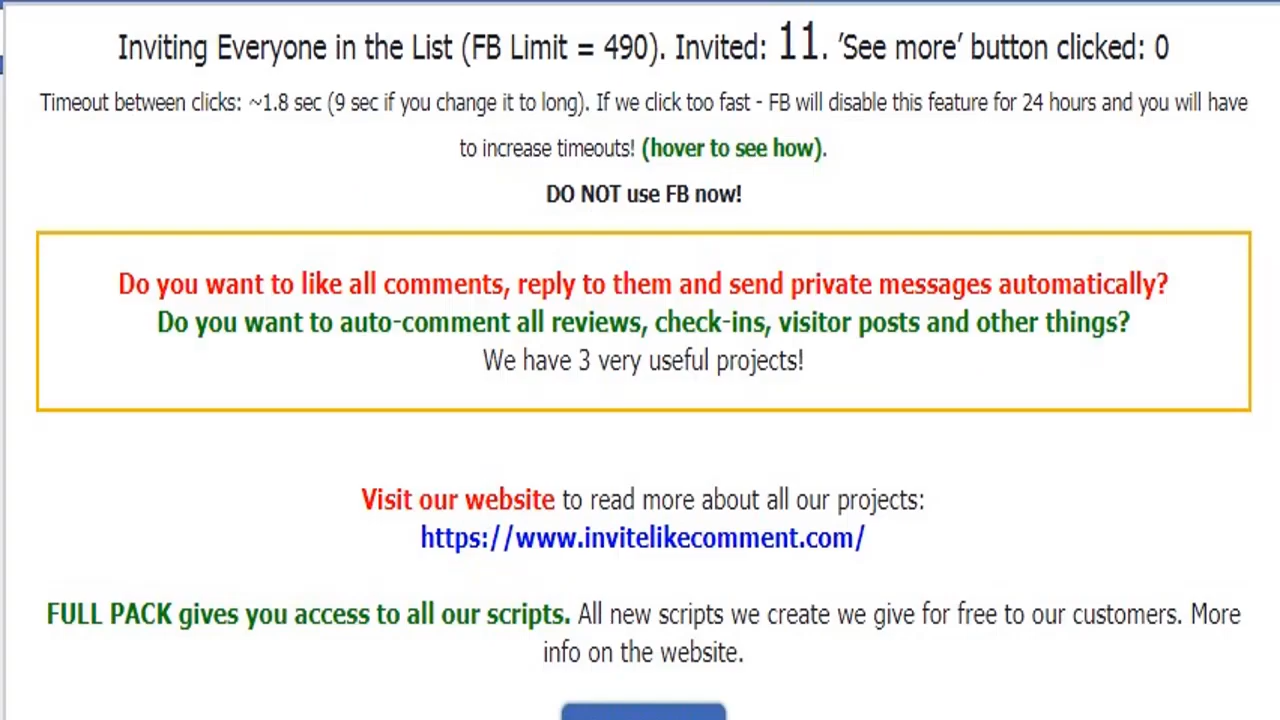 Inviting Everyone in the List (FB Limit = 490). Invited: 11. 'See more' button clicked: 0
Timeout between clicks: ~1.8 sec (9 sec if you change it to long). If we click too fast - FB will disable this feature for 24 hours and you will have
to increase timeouts! (hover to see how).
DO NOT use FB now!
Do you want to like all comments, reply to them and send private messages automatically?
Do you want to auto-comment all reviews, check-ins, visitor posts and other things?
We have 3 very useful projects!
Visit our website to read more about all our projects:
https://www.invitelikecomment.com/
FULL PACK gives you access to all our scripts. All new scripts we create we give for free to our customers. More
info on the website.